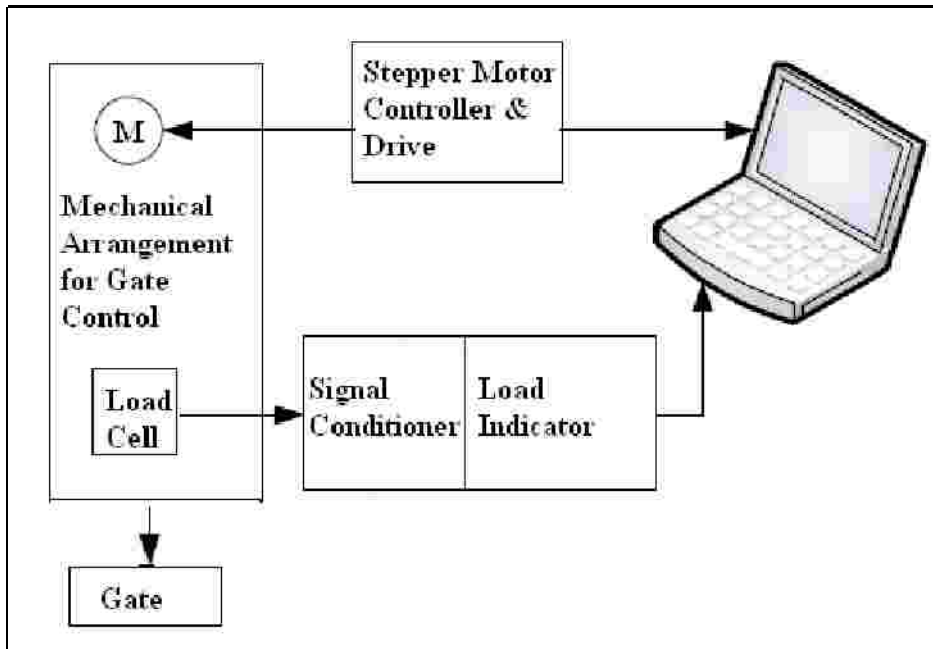 Stepper Motor
Controller &
Drive
M
Mechanical
Arrangement
for Gate
Control
Load
Cell
Signal
Conditioner
Load
Indicator
Gate